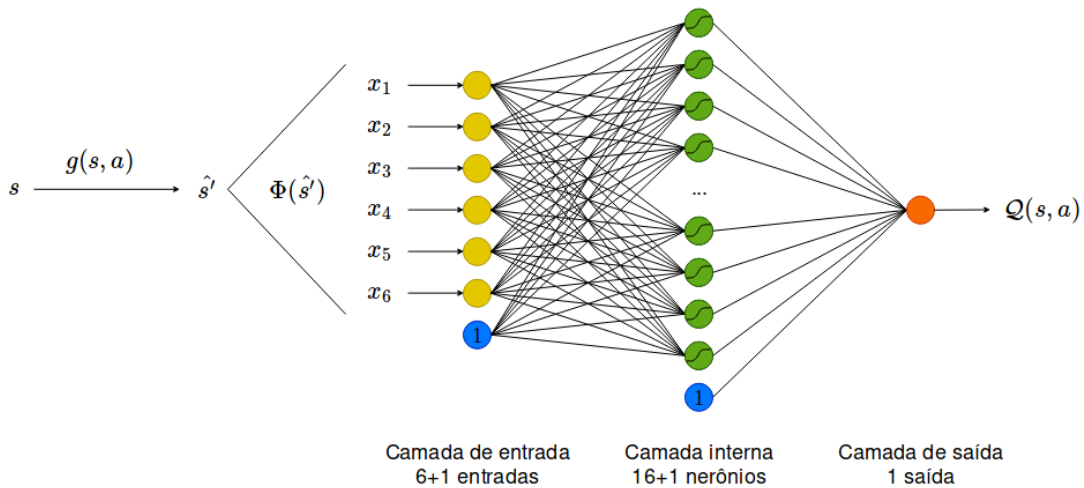 s
g(s, a)
ŝ′
Φ(ŝ′)
x₁
x₂
x₃
x₄
x₅
x₆
1
...
1
𝒬(s, a)
Camada de entrada
6+1 entradas
Camada interna
16+1 nerônios
Camada de saída
1 saída